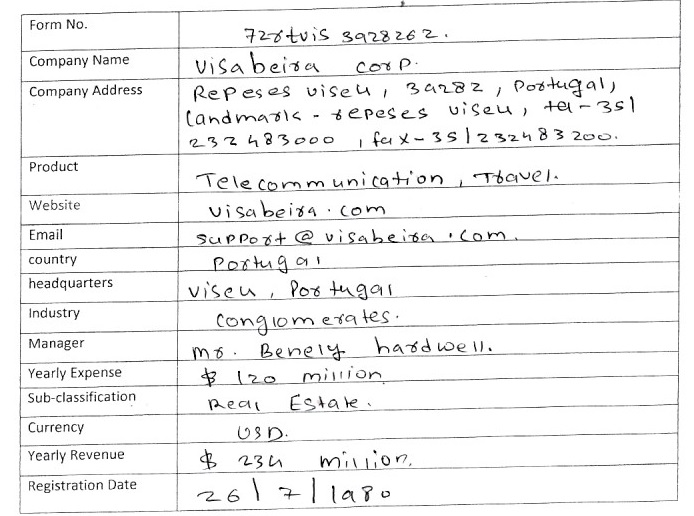 Form No. 728tvis 3928262.
Company Name visabeira corp.
Company Address Repeses viseu, 39282, Portugal,
landmark - repeses viseu, tel-351
232483000, fax-351232483200.
Product Telecommunication, Travel.
Website visabeira.com
Email support@visabeira.com.
country Portugal
headquarters viseu, Portugal
Industry conglomerates.
Manager mr. Benely hardwell.
Yearly Expense $ 120 million
Sub-classification Real Estate.
Currency USD.
Yearly Revenue $ 234 million.
Registration Date 26/7/1980